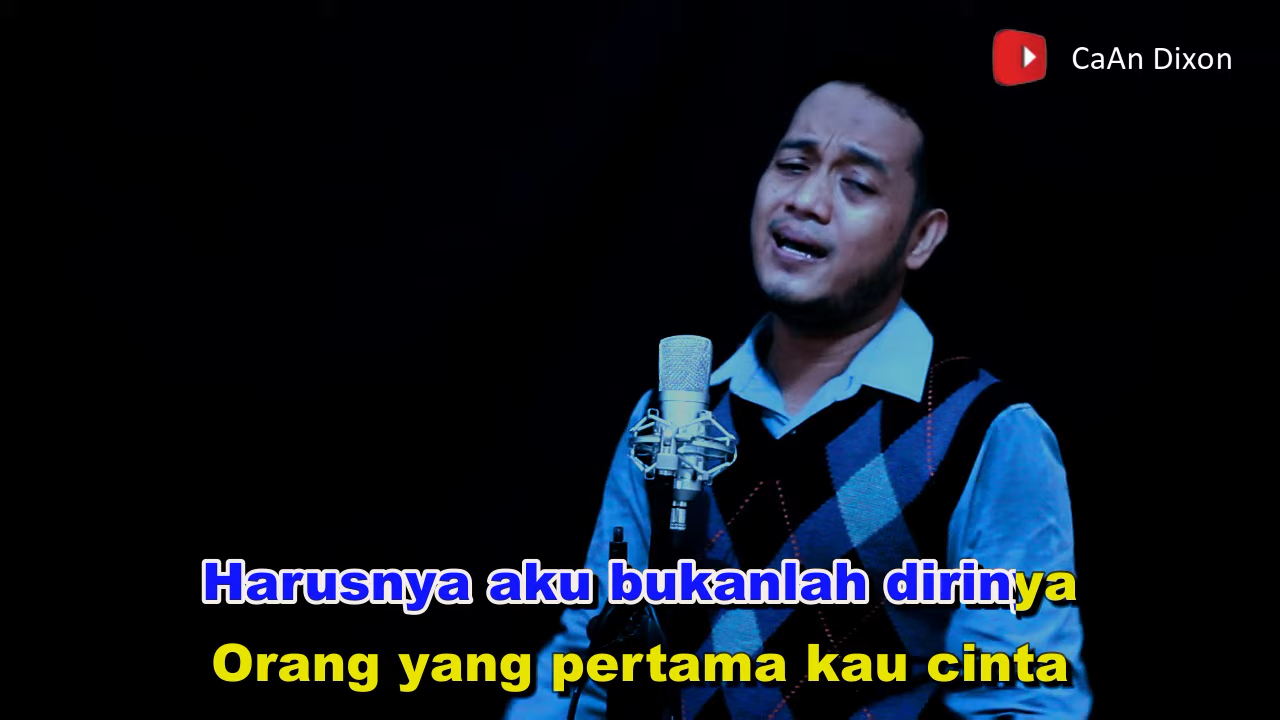 CaAn Dixon
Harusnya aku bukanlah dirinya
Orang yang pertama kau cinta